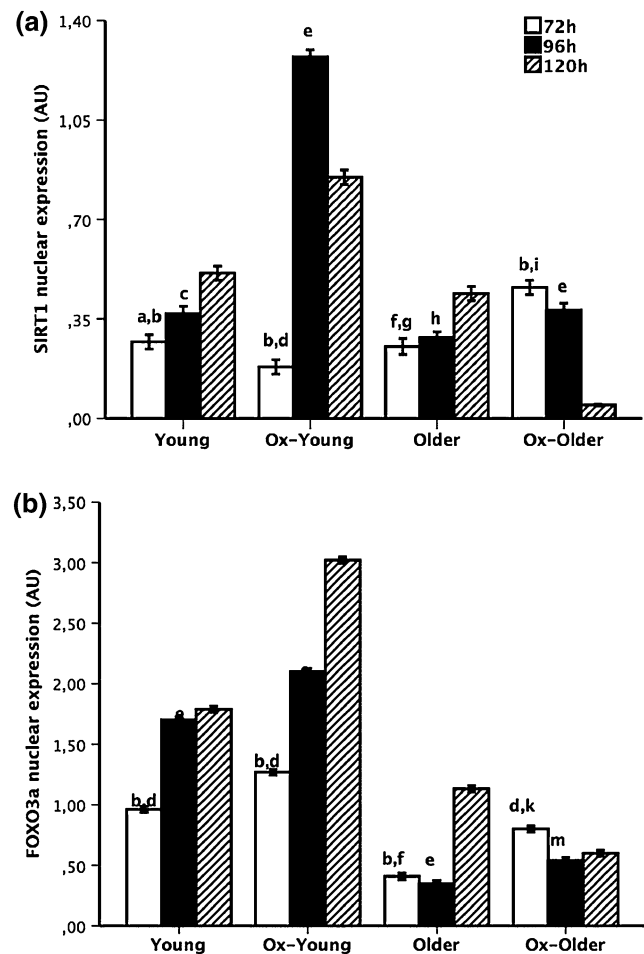 (a)
SIRT1 nuclear expression (AU)
1,40
1,05
,70
,35
,00
72h
96h
120h
a,b
c
b,d
e
f,g
h
b,i
e
Young
Ox-Young
Older
Ox-Older
(b)
FOXO3a nuclear expression (AU)
3,50
3,00
2,50
2,00
1,50
1,00
,50
,00
b,d
e
b,d
b,f
e
d,k
m
Young
Ox-Young
Older
Ox-Older